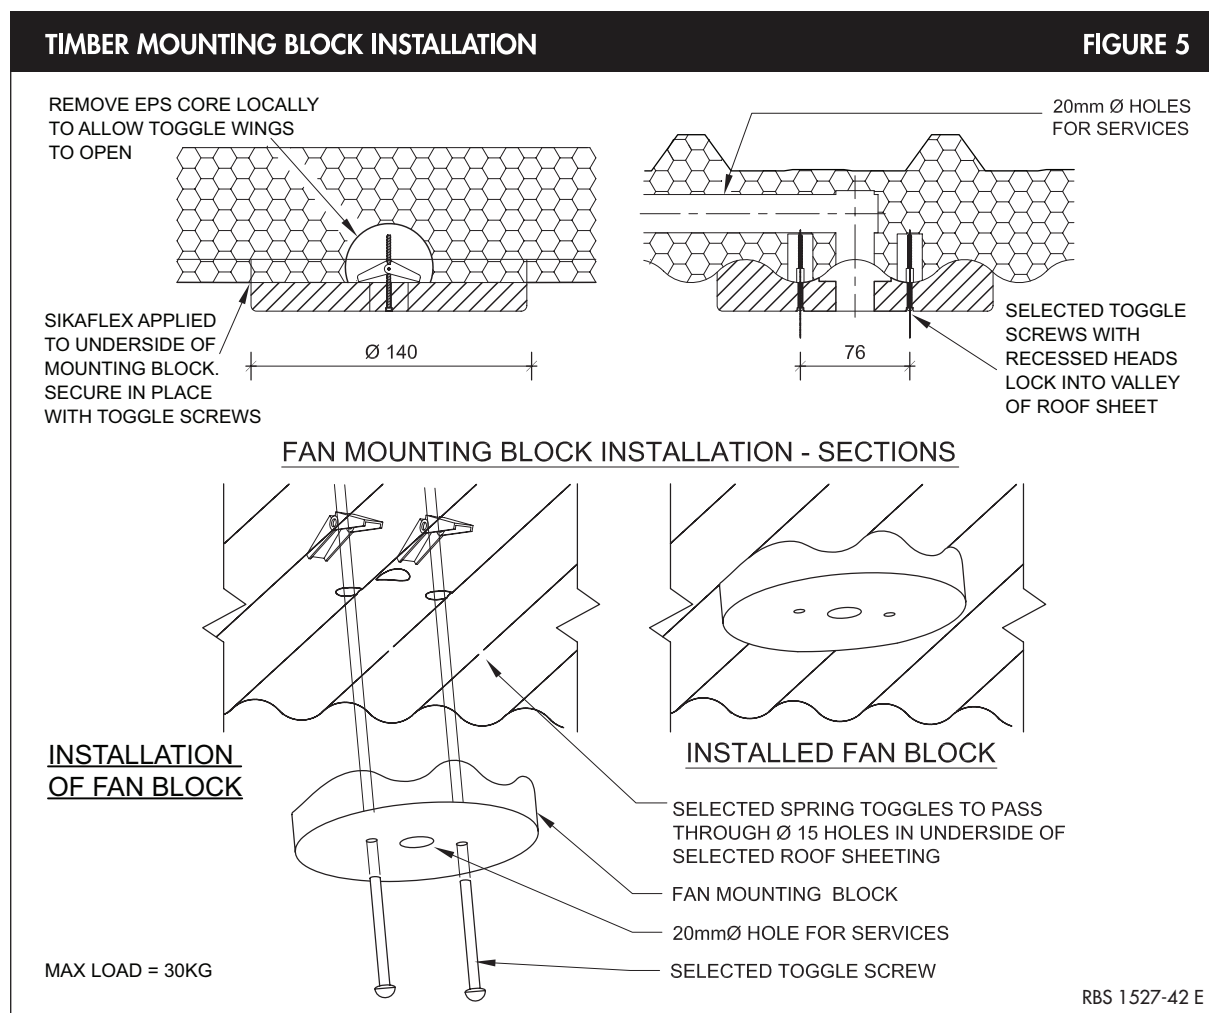 TIMBER MOUNTING BLOCK INSTALLATION
FIGURE 5
REMOVE EPS CORE LOCALLY
TO ALLOW TOGGLE WINGS
TO OPEN
20mm Ø HOLES
FOR SERVICES
SIKAFLEX APPLIED
TO UNDERSIDE OF
MOUNTING BLOCK.
SECURE IN PLACE
WITH TOGGLE SCREWS
Ø 140
76
SELECTED TOGGLE
SCREWS WITH
RECESSED HEADS
LOCK INTO VALLEY
OF ROOF SHEET
FAN MOUNTING BLOCK INSTALLATION - SECTIONS
INSTALLATION
OF FAN BLOCK
INSTALLED FAN BLOCK
SELECTED SPRING TOGGLES TO PASS
THROUGH Ø 15 HOLES IN UNDERSIDE OF
SELECTED ROOF SHEETING
FAN MOUNTING BLOCK
20mmØ HOLE FOR SERVICES
SELECTED TOGGLE SCREW
MAX LOAD = 30KG
RBS 1527-42 E